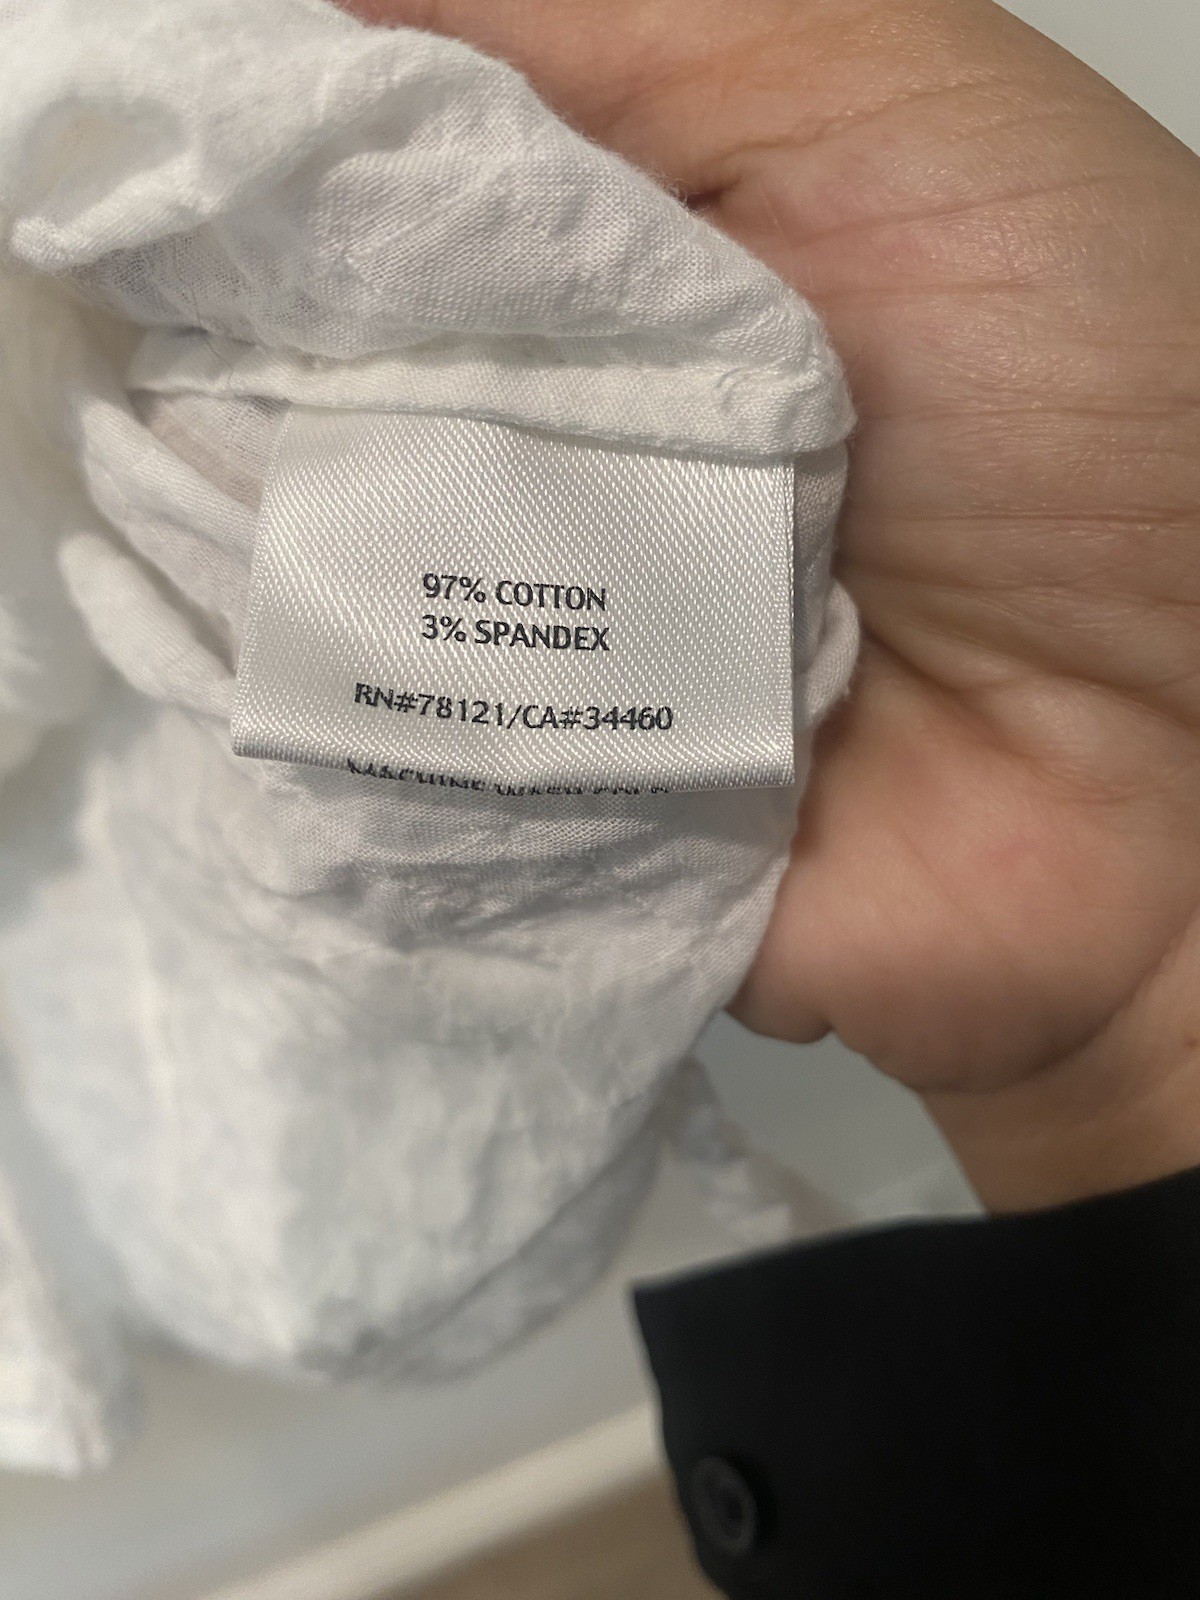 97% COTTON
3% SPANDEX
RN#78121/CA#34460